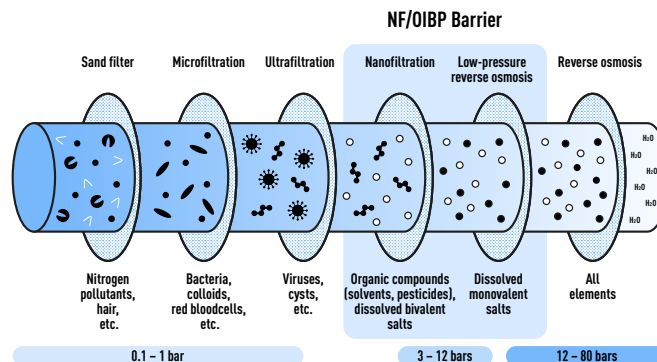 NF/OIBP Barrier
Sand filter
Microfiltration
Ultrafiltration
Nanofiltration
Low-pressure
reverse osmosis
Reverse osmosis
H₂O
H₂O
H₂O
H₂O
H₂O
H₂O
Nitrogen
pollutants,
hair,
etc.
Bacteria,
colloids,
red bloodcells,
etc.
Viruses,
cysts,
etc.
Organic compounds
(solvents, pesticides),
dissolved bivalent
salts
Dissolved
monovalent
salts
All
elements
0.1 – 1 bar
3 – 12 bars
12 – 80 bars